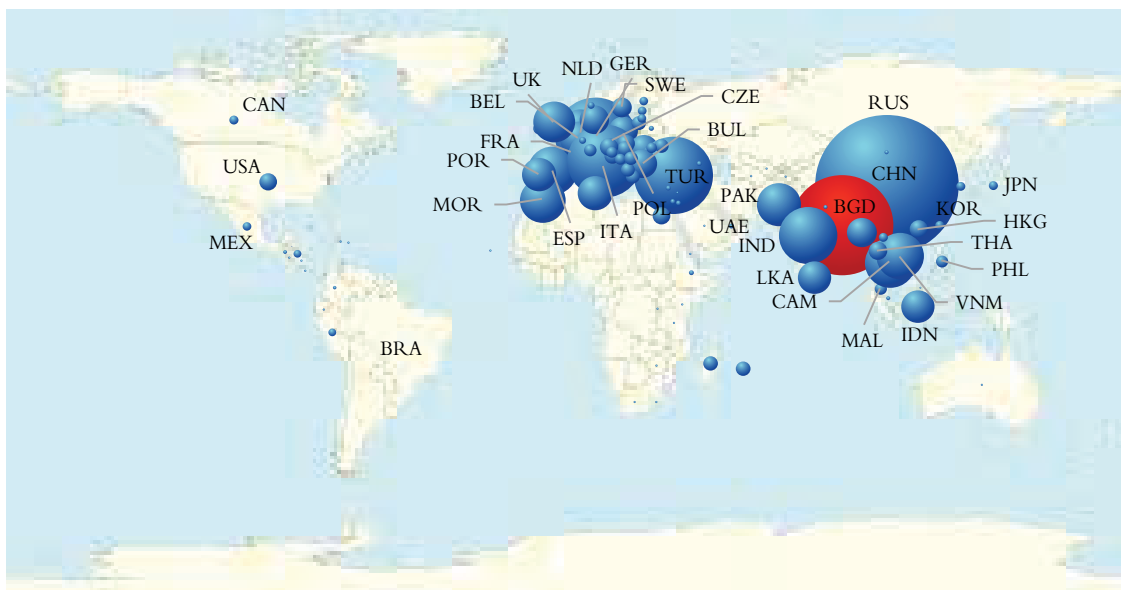 GER
NLD
SWE
UK
CZE
BEL
CAN
RUS
BUL
FRA
POR
USA
CHN
TUR
JPN
PAK
MOR
POL
BGD
KOR
HKG
UAE
ITA
ESP
MEX
IND
THA
PHL
LKA
CAM
VNM
IDN
MAL
BRA